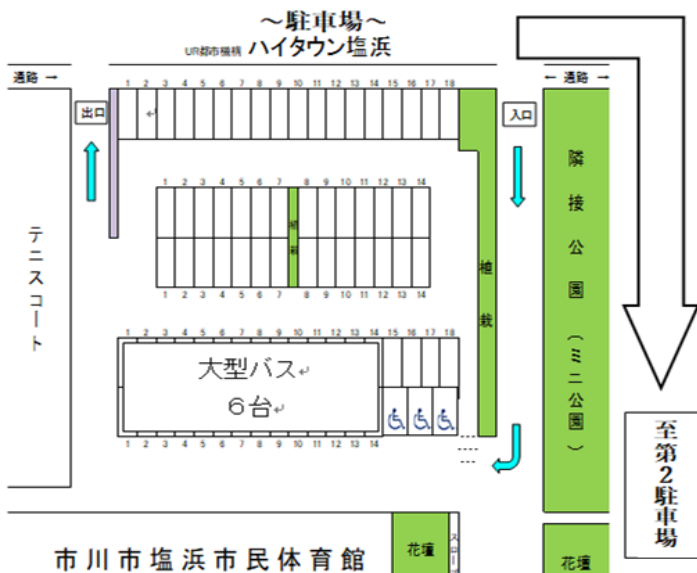 ～駐車場～
UR都市機構 ハイタウン塩浜
通路 →
← 通路 →
1 2 3 4 5 6 7 8 9 10 11 12 13 14 15 16 17 18
出口
入口
1 2 3 4 5 6 7 8 9 10 11 12 13 14
植栽
1 2 3 4 5 6 7 8 9 10 11 12 13 14
テニスコート
植栽
隣接公園（ミニ公園）
1 2 3 4 5 6 7 8 9 10 11 12 13 14 15 16 17 18
大型バス
６台
1 2 3 4 5 6 7 8 9 10 11 12 13 14
至第２駐車場
市川市塩浜市民体育館
花壇
スロープ
花壇